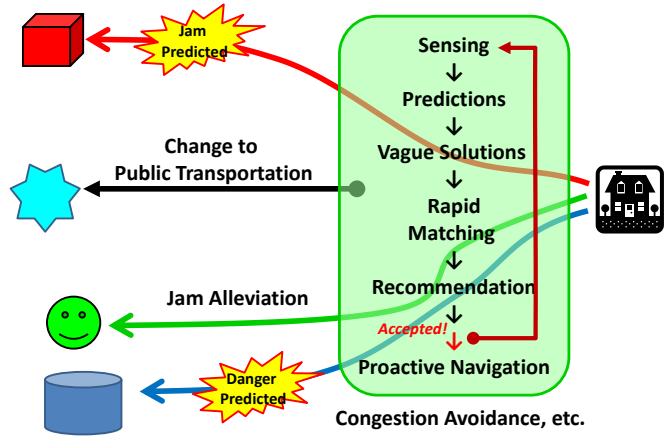 Jam
Predicted
Change to
Public Transportation
Jam Alleviation
Danger
Predicted
Sensing
↓
Predictions
↓
Vague Solutions
↓
Rapid
Matching
↓
Recommendation
↓
Accepted!
↓
Proactive Navigation
Congestion Avoidance, etc.